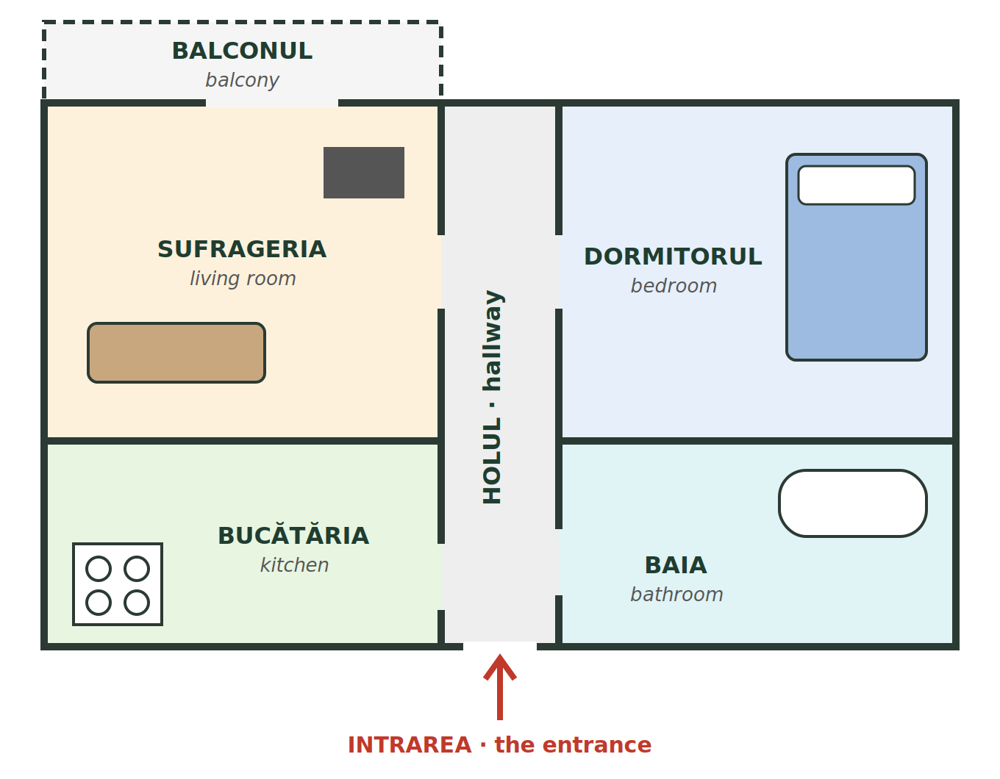 BALCONUL
balcony
SUFRAGERIA
living room
DORMITORUL
bedroom
HOLUL · hallway
BUCĂTĂRIA
kitchen
BAIA
bathroom
INTRAREA · the entrance